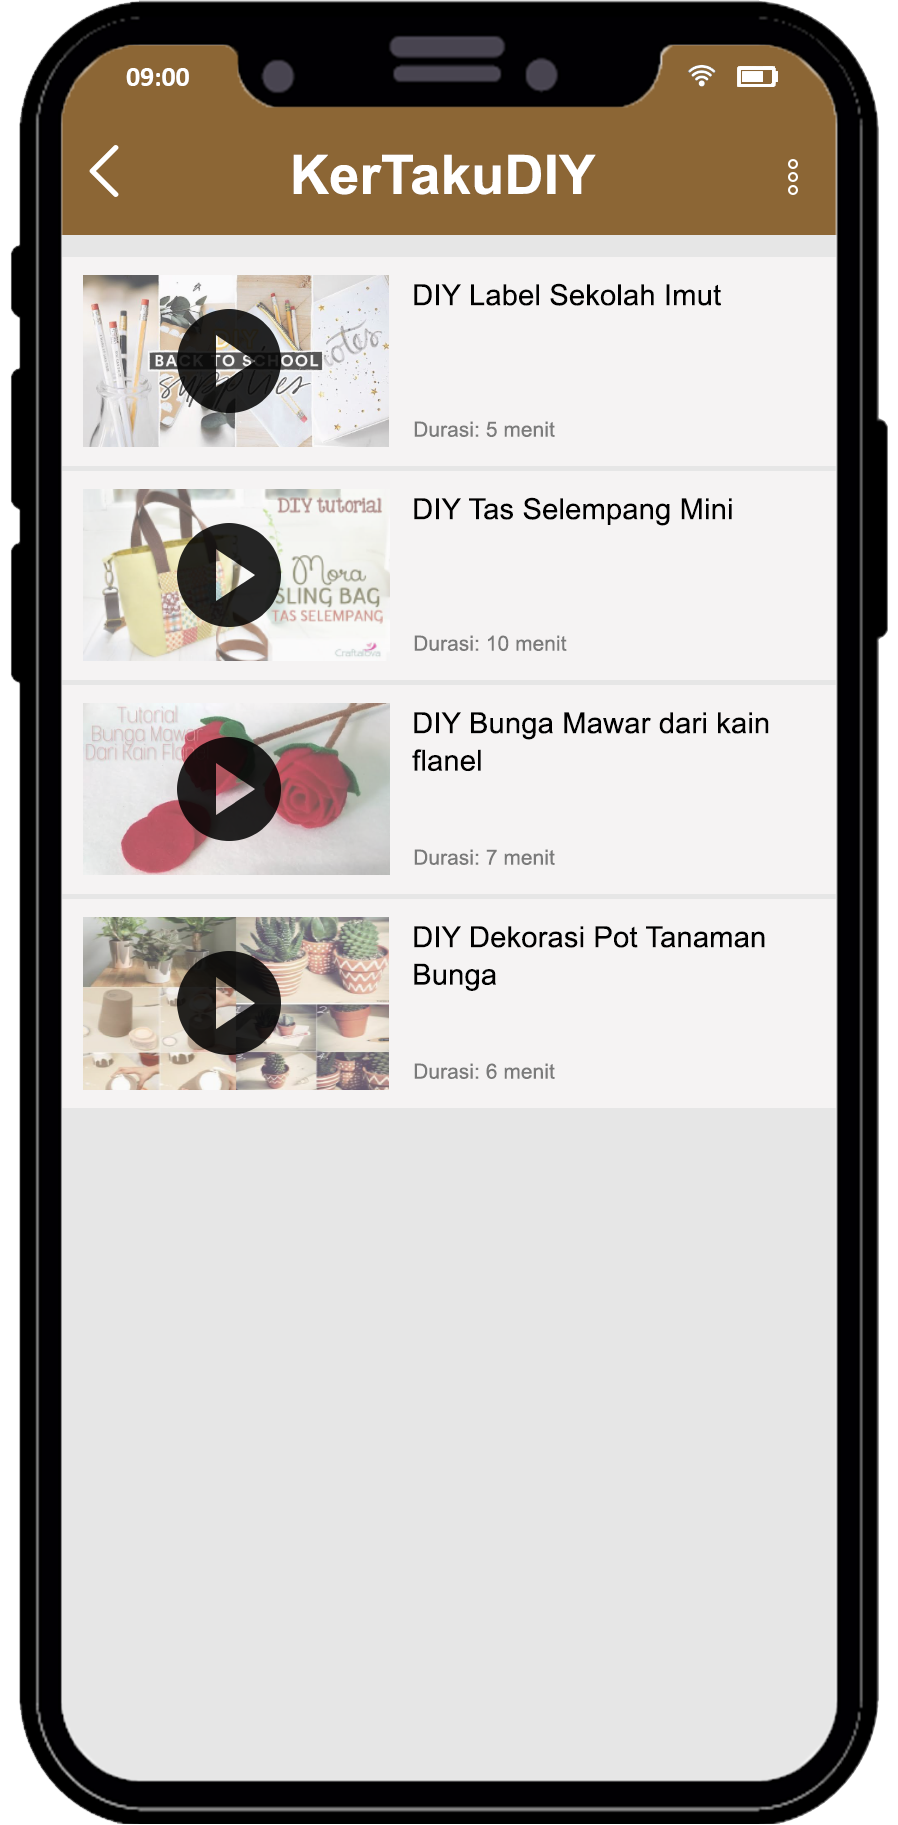 09:00
KerTakuDIY
DIY Label Sekolah Imut
BACK TO SCHOOL
supplies
notes
Durasi: 5 menit
DIY Tas Selempang Mini
DIY tutorial
Mora
SLING BAG
TAS SELEMPANG
Craftalova
Durasi: 10 menit
DIY Bunga Mawar dari kain
flanel
Tutorial
Bunga Mawar
Dari Kain Flan
Durasi: 7 menit
DIY Dekorasi Pot Tanaman
Bunga
Durasi: 6 menit